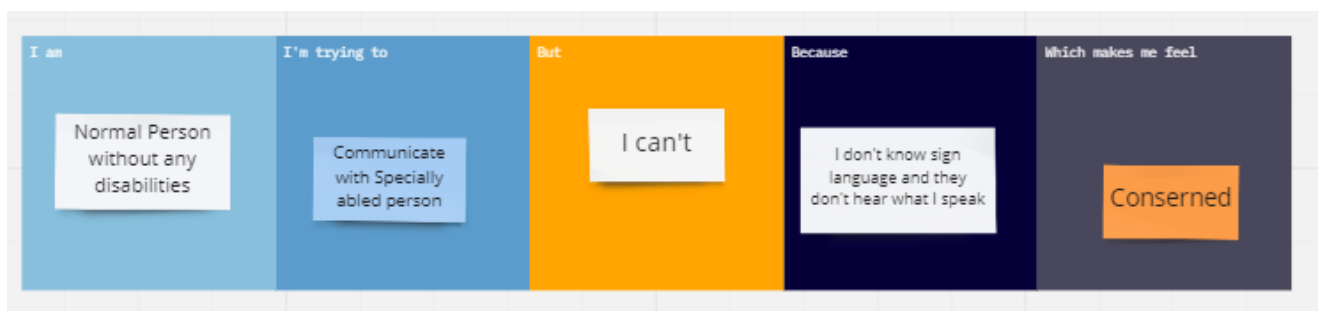 I am
Normal Person
without any
disabilities
I'm trying to
Communicate
with Specially
abled person
But
I can't
Because
I don't know sign
language and they
don't hear what I speak
Which makes me feel
Conserned